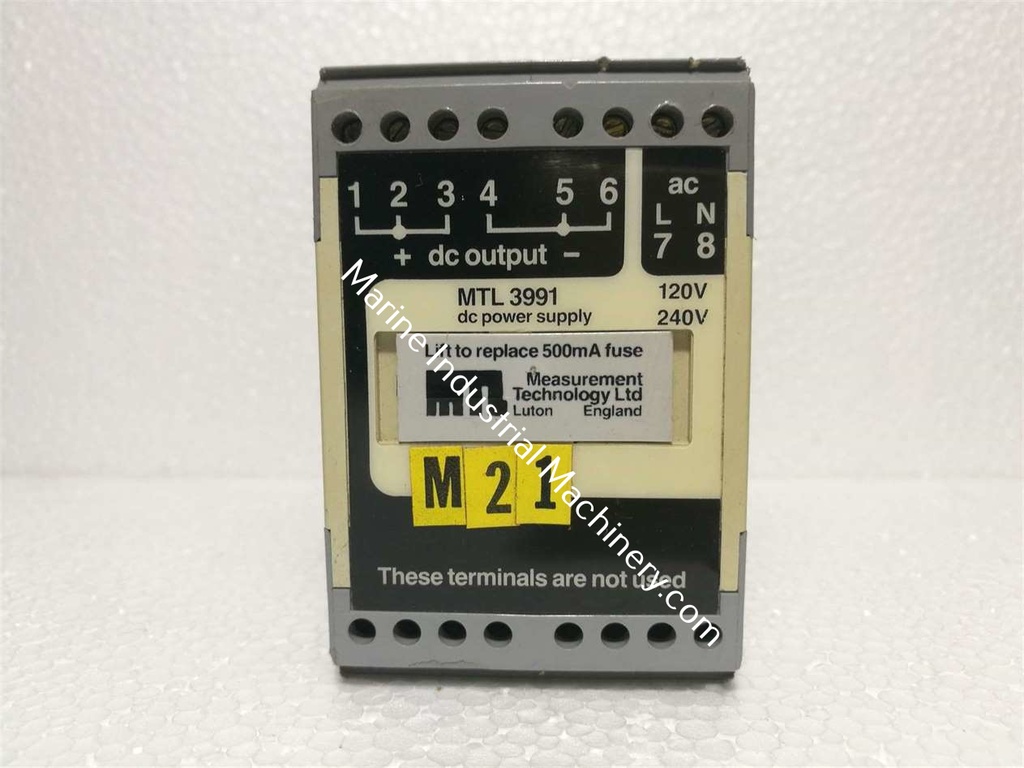 1 2 3 4 5 6
+ dc output −
ac
L N
7 8
MTL 3991
dc power supply
120V
240V
Lift to replace 500mA fuse
Measurement
Technology Ltd
Luton England
M 2 1
These terminals are not used
Marine Industrial Machinery.com